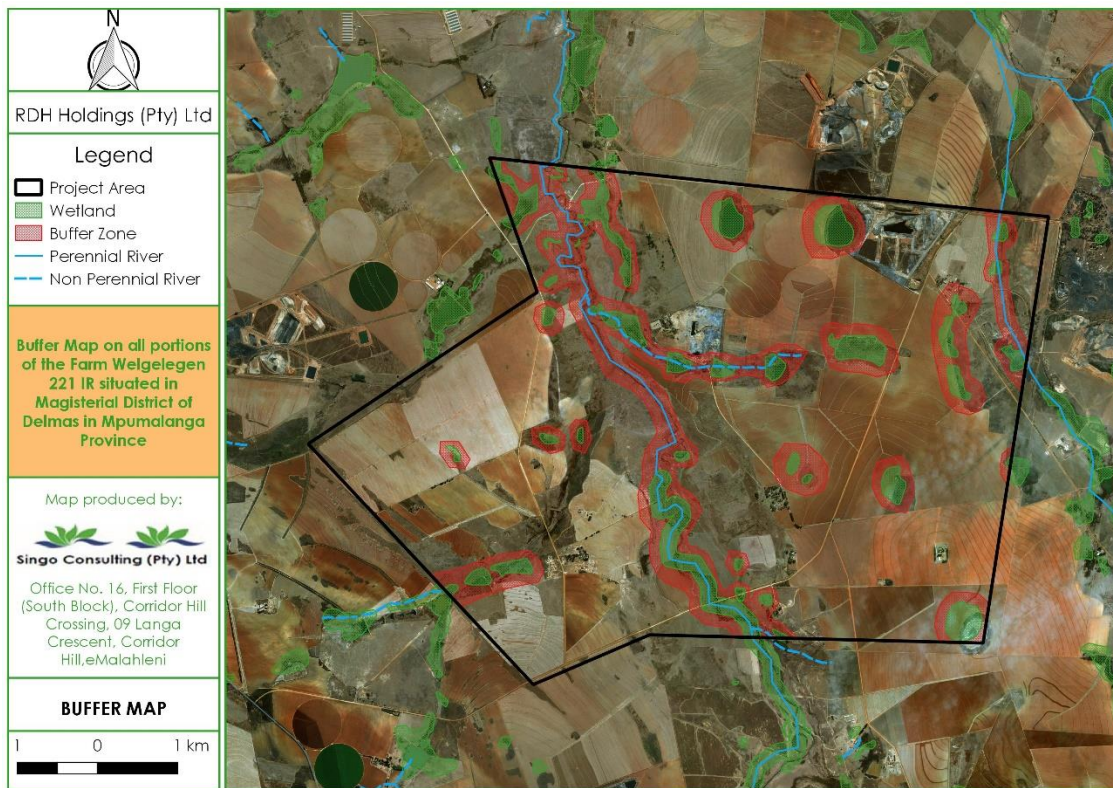 N
RDH Holdings (Pty) Ltd
Legend
Project Area
Wetland
Buffer Zone
Perennial River
Non Perennial River
Buffer Map on all portions
of the Farm Welgelegen
221 IR situated in
Magisterial District of
Delmas in Mpumalanga
Province
Map produced by:
Singo Consulting (Pty) Ltd
Office No. 16, First Floor
(South Block), Corridor Hill
Crossing, 09 Langa
Crescent, Corridor
Hill,eMalahleni
BUFFER MAP
1 0 1 km